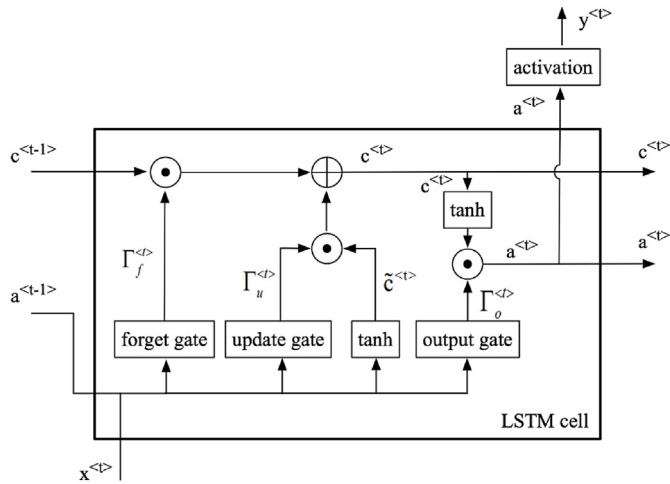 y<t>
activation
a<t>
c<t-1>
c<t>
c<t>
c<t>
tanh
Γf<t>
Γu<t>
c̃<t>
a<t>
a<t>
Γo<t>
a<t-1>
forget gate
update gate
tanh
output gate
LSTM cell
x<t>